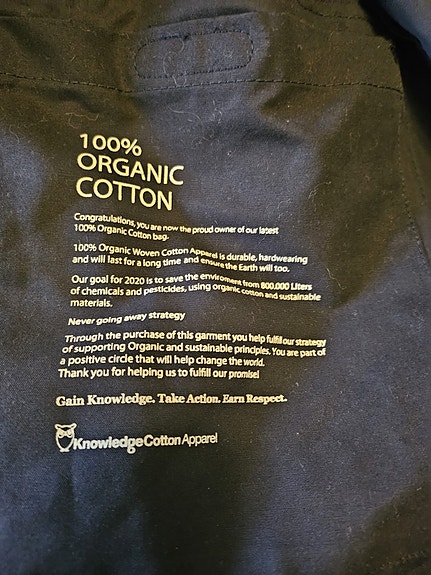 100%
ORGANIC
COTTON
Congratulations, you are now the proud owner of our latest
100% Organic Cotton bag.
100% Organic Woven Cotton Apparel is durable, hardwearing
and will last for a long time and ensure the Earth will too.
Our goal for 2020 is to save the enviroment from 800.000 Liters
of chemicals and pesticides, using organic cotton and sustainable
materials.
Never going away strategy
Through the purchase of this garment you help fulfill our strategy
of supporting Organic and sustainable principles. You are part of
a positive circle that will help change the world.
Thank you for helping us to fulfill our promise!
Gain Knowledge. Take Action. Earn Respect.
KnowledgeCotton Apparel